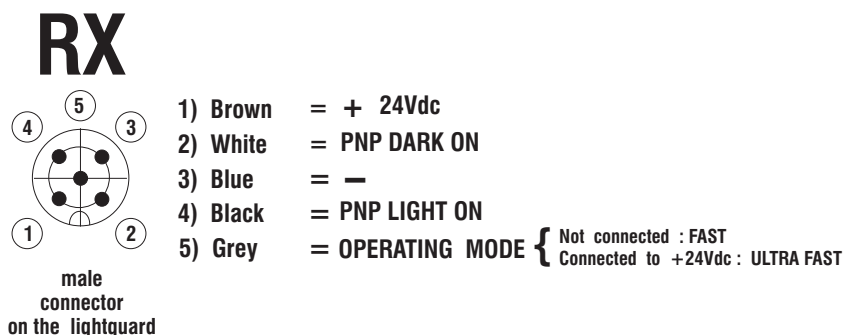 RX
5
4 3
1 2
male
connector
on the lightguard
1) Brown = + 24Vdc
2) White = PNP DARK ON
3) Blue = −
4) Black = PNP LIGHT ON
5) Grey = OPERATING MODE { Not connected : FAST
Connected to +24Vdc : ULTRA FAST